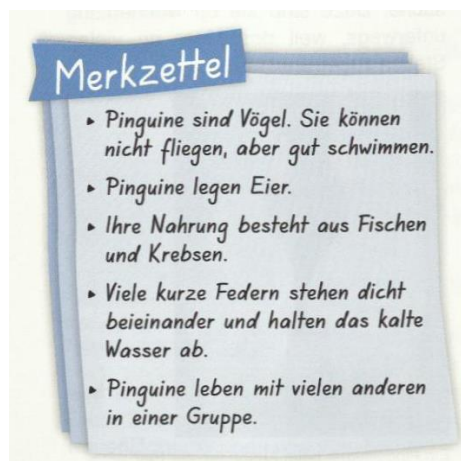 Merkzettel
▸ Pinguine sind Vögel. Sie können
nicht fliegen, aber gut schwimmen.
▸ Pinguine legen Eier.
▸ Ihre Nahrung besteht aus Fischen
und Krebsen.
▸ Viele kurze Federn stehen dicht
beieinander und halten das kalte
Wasser ab.
▸ Pinguine leben mit vielen anderen
in einer Gruppe.